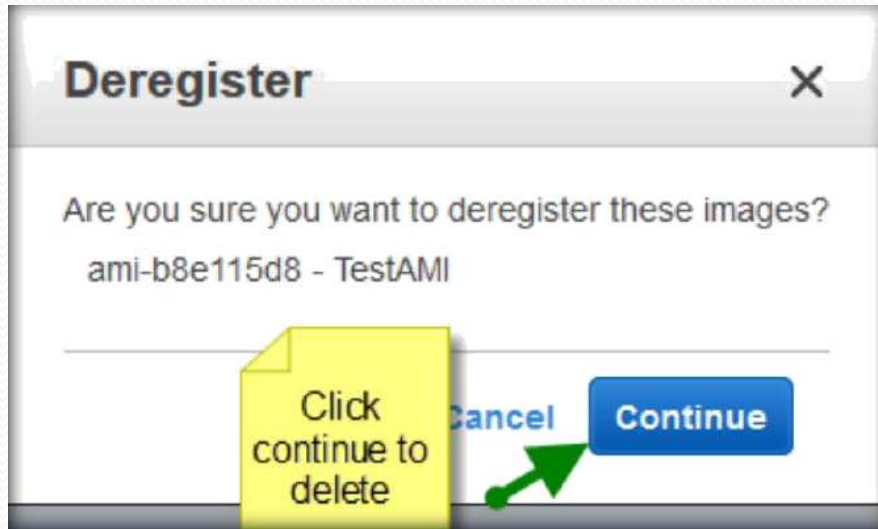 Deregister
Are you sure you want to deregister these images?
ami-b8e115d8 - TestAMI
Click
continue to
delete
Cancel
Continue